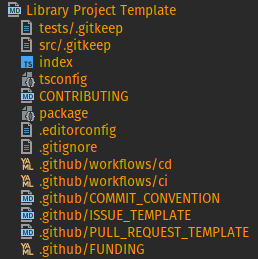 Library Project Template
tests/.gitkeep
src/.gitkeep
index
tsconfig
CONTRIBUTING
package
.editorconfig
.gitignore
.github/workflows/cd
.github/workflows/ci
.github/COMMIT_CONVENTION
.github/ISSUE_TEMPLATE
.github/PULL_REQUEST_TEMPLATE
.github/FUNDING